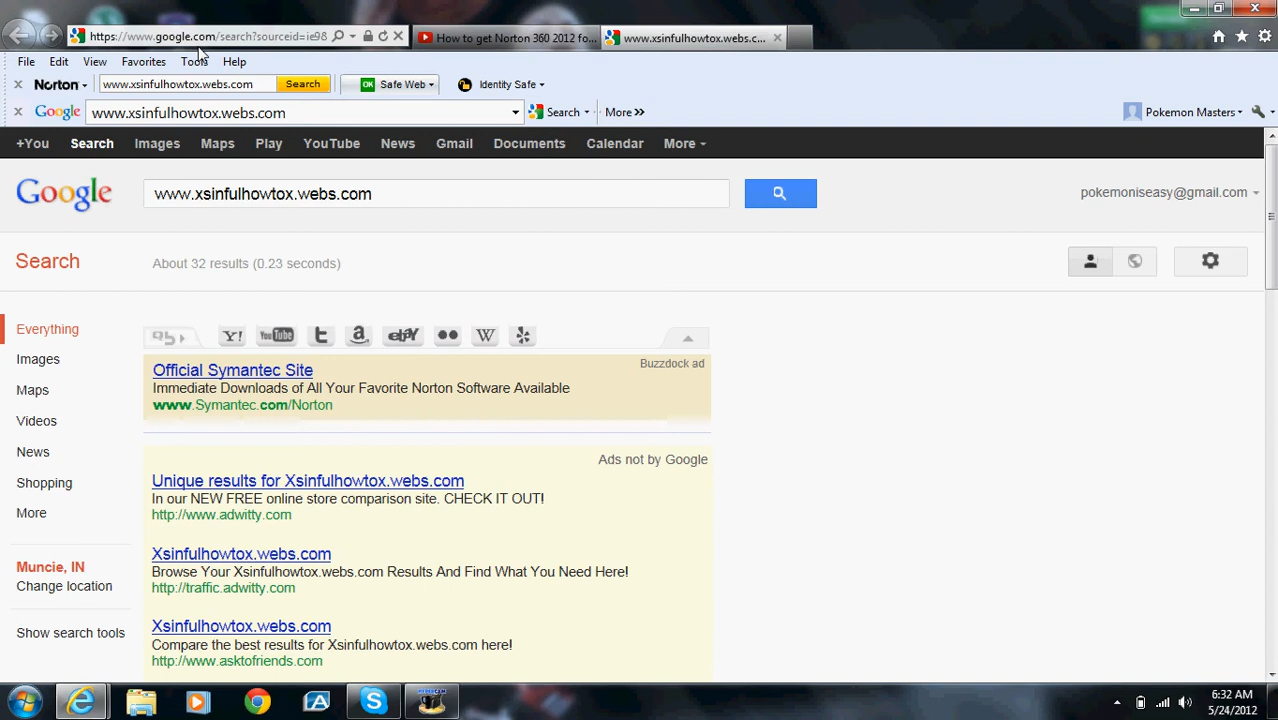 https://www.google.com/search?sourceid=ie98
How to get Norton 360 2012 fo...
www.xsinfulhowtox.webs.c...
File Edit View Favorites Tools Help
Norton www.xsinfulhowtox.webs.com Search OK Safe Web Identity Safe
Google www.xsinfulhowtox.webs.com Search More >> Pokemon Masters
+You Search Images Maps Play YouTube News Gmail Documents Calendar More
Google www.xsinfulhowtox.webs.com pokemoniseasy@gmail.com
Search About 32 results (0.23 seconds)
Everything
Images
Maps
Videos
News
Shopping
More
Muncie, IN
Change location
Show search tools
Y! YouTube t a ebay W
Official Symantec Site Buzzdock ad
Immediate Downloads of All Your Favorite Norton Software Available
www.Symantec.com/Norton
Ads not by Google
Unique results for Xsinfulhowtox.webs.com
In our NEW FREE online store comparison site. CHECK IT OUT!
http://www.adwitty.com
Xsinfulhowtox.webs.com
Browse Your Xsinfulhowtox.webs.com Results And Find What You Need Here!
http://traffic.adwitty.com
Xsinfulhowtox.webs.com
Compare the best results for Xsinfulhowtox.webs.com here!
http://www.asktofriends.com
6:32 AM
5/24/2012